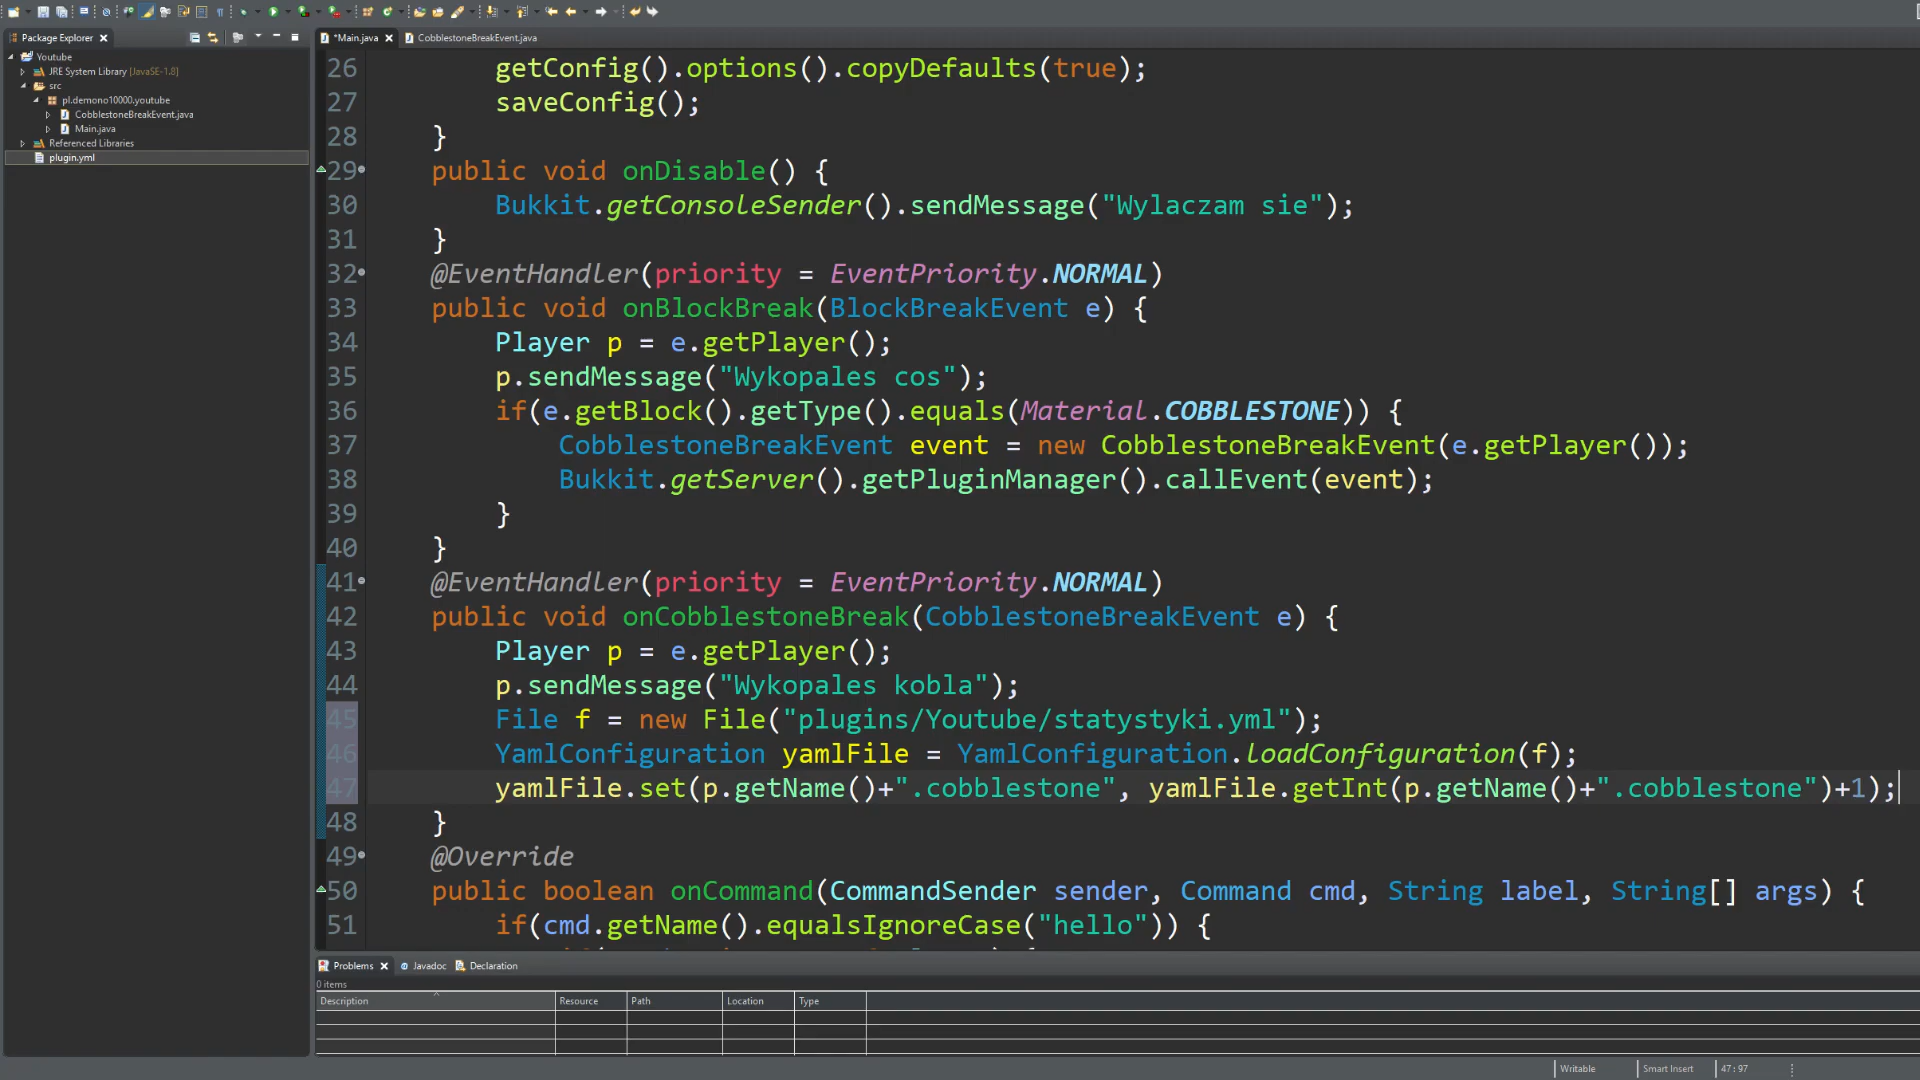 Package Explorer
*Main.java
CobblestoneBreakEvent.java
Youtube
JRE System Library [JavaSE-1.8]
src
pl.demono10000.youtube
CobblestoneBreakEvent.java
Main.java
Referenced Libraries
plugin.yml
26 getConfig().options().copyDefaults(true);
27 saveConfig();
28 }
29 public void onDisable() {
30 Bukkit.getConsoleSender().sendMessage("Wylaczam sie");
31 }
32 @EventHandler(priority = EventPriority.NORMAL)
33 public void onBlockBreak(BlockBreakEvent e) {
34 Player p = e.getPlayer();
35 p.sendMessage("Wykopales cos");
36 if(e.getBlock().getType().equals(Material.COBBLESTONE)) {
37 CobblestoneBreakEvent event = new CobblestoneBreakEvent(e.getPlayer());
38 Bukkit.getServer().getPluginManager().callEvent(event);
39 }
40 }
41 @EventHandler(priority = EventPriority.NORMAL)
42 public void onCobblestoneBreak(CobblestoneBreakEvent e) {
43 Player p = e.getPlayer();
44 p.sendMessage("Wykopales kobla");
45 File f = new File("plugins/Youtube/statystyki.yml");
46 YamlConfiguration yamlFile = YamlConfiguration.loadConfiguration(f);
47 yamlFile.set(p.getName()+".cobblestone", yamlFile.getInt(p.getName()+".cobblestone")+1);
48 }
49 @Override
50 public boolean onCommand(CommandSender sender, Command cmd, String label, String[] args) {
51 if(cmd.getName().equalsIgnoreCase("hello")) {
Problems
Javadoc
Declaration
0 items
Description Resource Path Location Type
Writable Smart Insert 47 : 97